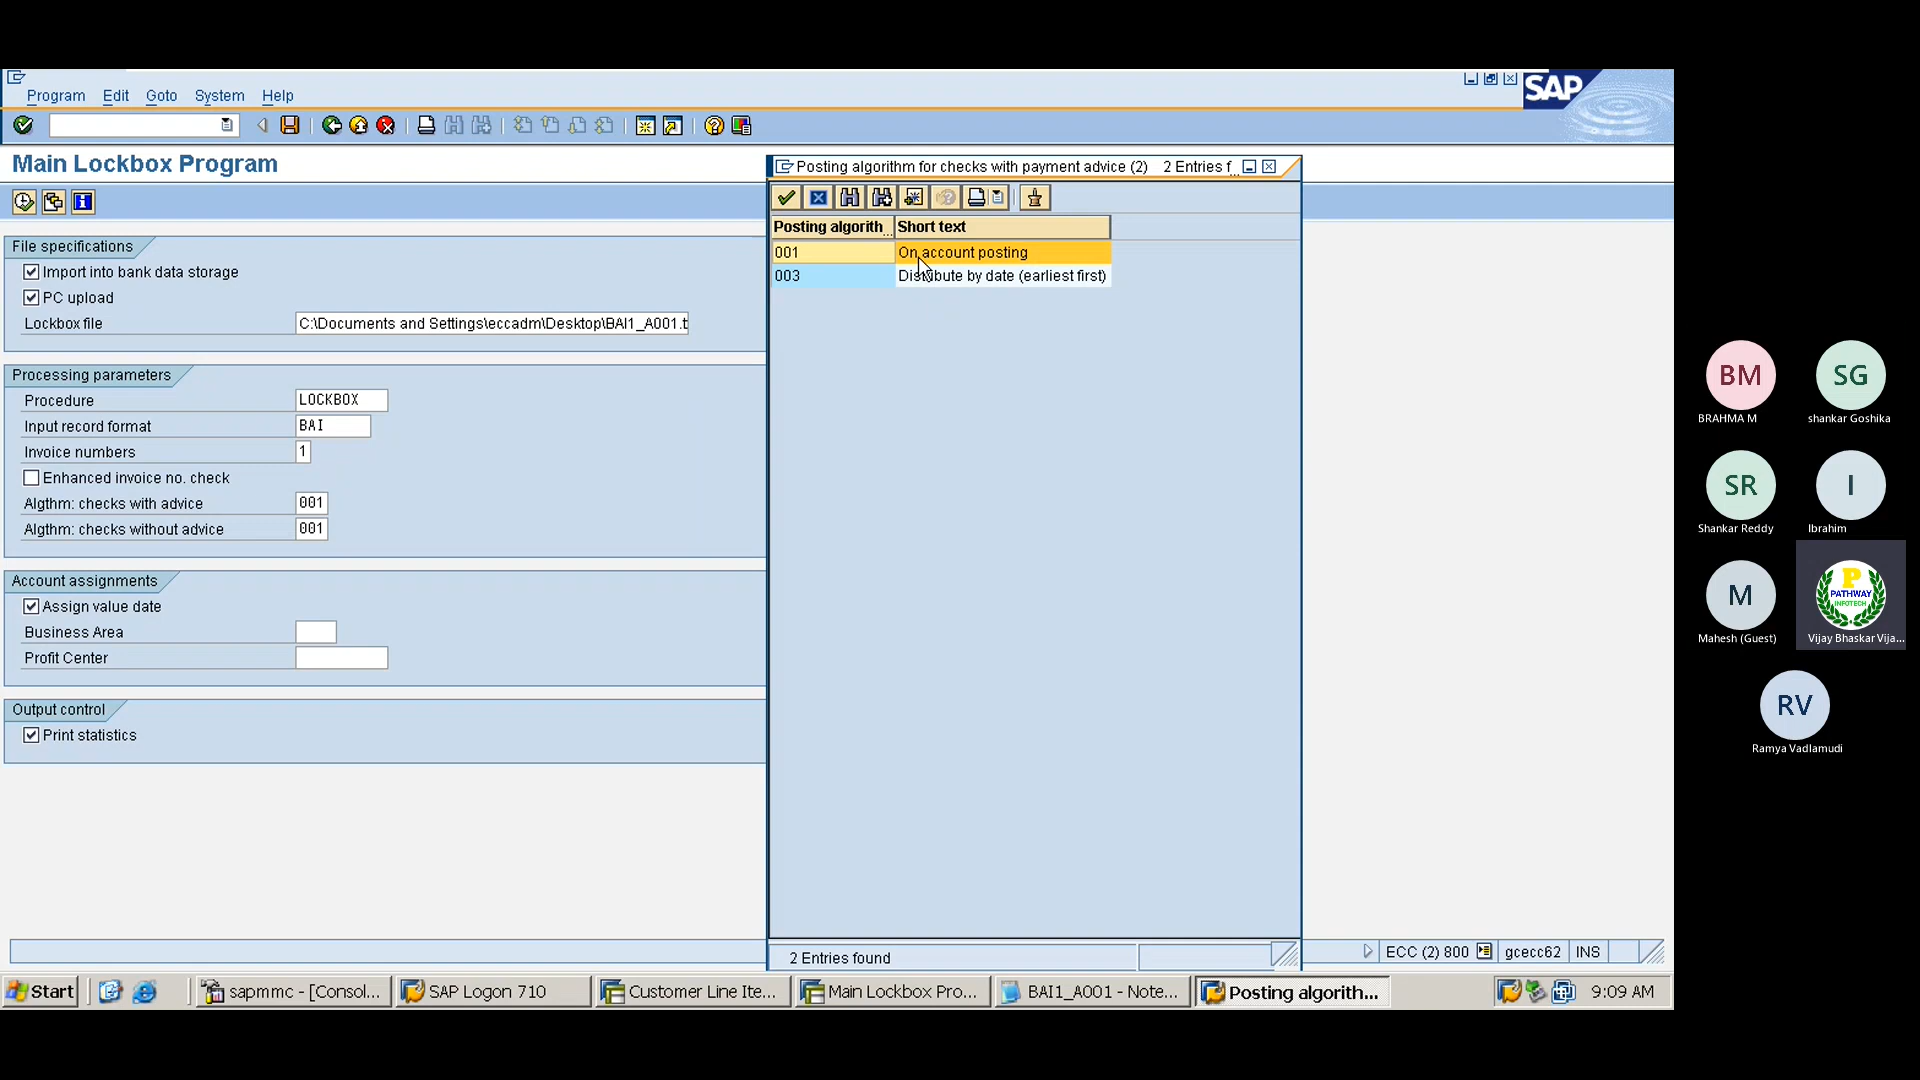 Program Edit Goto System Help
SAP
Main Lockbox Program
File specifications
Import into bank data storage
PC upload
Lockbox file C:\Documents and Settings\eccadm\Desktop\BAI1_A001.t
Processing parameters
Procedure LOCKBOX
Input record format BAI
Invoice numbers 1
Enhanced invoice no. check
Algthm: checks with advice 001
Algthm: checks without advice 001
Account assignments
Assign value date
Business Area
Profit Center
Output control
Print statistics
Posting algorithm for checks with payment advice (2) 2 Entries f...
Posting algorith... Short text
001 On account posting
003 Distribute by date (earliest first)
2 Entries found
ECC (2) 800 gcecc62 INS
Start sapmmc - [Consol... SAP Logon 710 Customer Line Ite... Main Lockbox Pro... BAI1_A001 - Note... Posting algorith... 9:09 AM
BM SG
BRAHMA M shankar Goshika
SR I
Shankar Reddy Ibrahim
M P PATHWAY INFOTECH
Mahesh (Guest) Vijay Bhaskar Vija...
RV
Ramya Vadlamudi